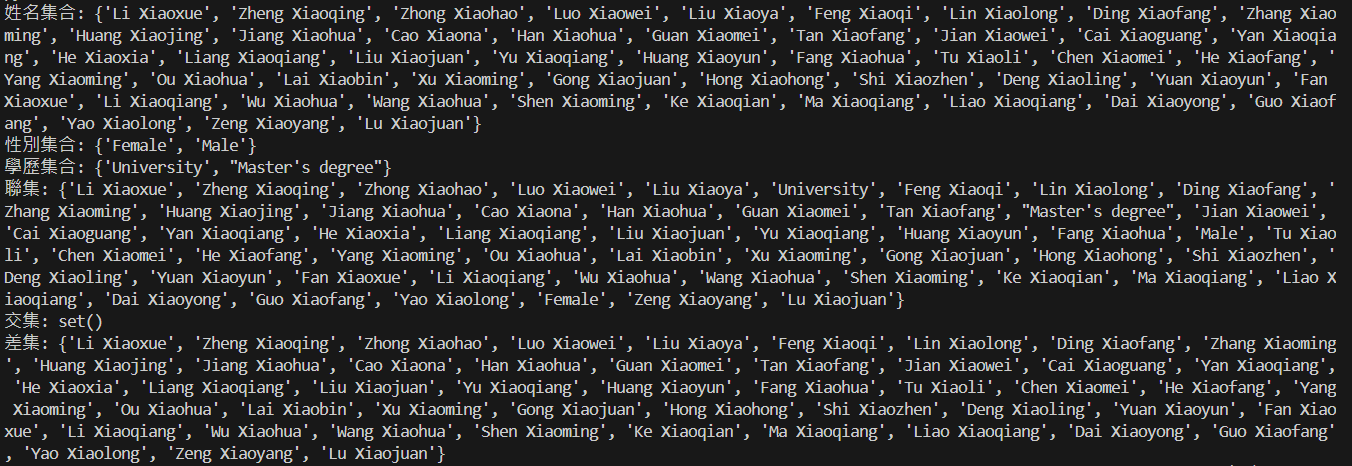 姓名集合: {'Li Xiaoxue', 'Zheng Xiaoqing', 'Zhong Xiaohao', 'Luo Xiaowei', 'Liu Xiaoya', 'Feng Xiaoqi', 'Lin Xiaolong', 'Ding Xiaofang', 'Zhang Xiao
ming', 'Huang Xiaojing', 'Jiang Xiaohua', 'Cao Xiaona', 'Han Xiaohua', 'Guan Xiaomei', 'Tan Xiaofang', 'Jian Xiaowei', 'Cai Xiaoguang', 'Yan Xiaoqia
ng', 'He Xiaoxia', 'Liang Xiaoqiang', 'Liu Xiaojuan', 'Yu Xiaoqiang', 'Huang Xiaoyun', 'Fang Xiaohua', 'Tu Xiaoli', 'Chen Xiaomei', 'He Xiaofang', '
Yang Xiaoming', 'Ou Xiaohua', 'Lai Xiaobin', 'Xu Xiaoming', 'Gong Xiaojuan', 'Hong Xiaohong', 'Shi Xiaozhen', 'Deng Xiaoling', 'Yuan Xiaoyun', 'Fan
Xiaoxue', 'Li Xiaoqiang', 'Wu Xiaohua', 'Wang Xiaohua', 'Shen Xiaoming', 'Ke Xiaoqian', 'Ma Xiaoqiang', 'Liao Xiaoqiang', 'Dai Xiaoyong', 'Guo Xiaof
ang', 'Yao Xiaolong', 'Zeng Xiaoyang', 'Lu Xiaojuan'}
性別集合: {'Female', 'Male'}
學歷集合: {'University', "Master's degree"}
聯集: {'Li Xiaoxue', 'Zheng Xiaoqing', 'Zhong Xiaohao', 'Luo Xiaowei', 'Liu Xiaoya', 'University', 'Feng Xiaoqi', 'Lin Xiaolong', 'Ding Xiaofang', '
Zhang Xiaoming', 'Huang Xiaojing', 'Jiang Xiaohua', 'Cao Xiaona', 'Han Xiaohua', 'Guan Xiaomei', 'Tan Xiaofang', "Master's degree", 'Jian Xiaowei',
'Cai Xiaoguang', 'Yan Xiaoqiang', 'He Xiaoxia', 'Liang Xiaoqiang', 'Liu Xiaojuan', 'Yu Xiaoqiang', 'Huang Xiaoyun', 'Fang Xiaohua', 'Male', 'Tu Xiao
li', 'Chen Xiaomei', 'He Xiaofang', 'Yang Xiaoming', 'Ou Xiaohua', 'Lai Xiaobin', 'Xu Xiaoming', 'Gong Xiaojuan', 'Hong Xiaohong', 'Shi Xiaozhen', '
Deng Xiaoling', 'Yuan Xiaoyun', 'Fan Xiaoxue', 'Li Xiaoqiang', 'Wu Xiaohua', 'Wang Xiaohua', 'Shen Xiaoming', 'Ke Xiaoqian', 'Ma Xiaoqiang', 'Liao X
iaoqiang', 'Dai Xiaoyong', 'Guo Xiaofang', 'Yao Xiaolong', 'Female', 'Zeng Xiaoyang', 'Lu Xiaojuan'}
交集: set()
差集: {'Li Xiaoxue', 'Zheng Xiaoqing', 'Zhong Xiaohao', 'Luo Xiaowei', 'Liu Xiaoya', 'Feng Xiaoqi', 'Lin Xiaolong', 'Ding Xiaofang', 'Zhang Xiaoming
', 'Huang Xiaojing', 'Jiang Xiaohua', 'Cao Xiaona', 'Han Xiaohua', 'Guan Xiaomei', 'Tan Xiaofang', 'Jian Xiaowei', 'Cai Xiaoguang', 'Yan Xiaoqiang',
'He Xiaoxia', 'Liang Xiaoqiang', 'Liu Xiaojuan', 'Yu Xiaoqiang', 'Huang Xiaoyun', 'Fang Xiaohua', 'Tu Xiaoli', 'Chen Xiaomei', 'He Xiaofang', 'Yang
Xiaoming', 'Ou Xiaohua', 'Lai Xiaobin', 'Xu Xiaoming', 'Gong Xiaojuan', 'Hong Xiaohong', 'Shi Xiaozhen', 'Deng Xiaoling', 'Yuan Xiaoyun', 'Fan Xiao
xue', 'Li Xiaoqiang', 'Wu Xiaohua', 'Wang Xiaohua', 'Shen Xiaoming', 'Ke Xiaoqian', 'Ma Xiaoqiang', 'Liao Xiaoqiang', 'Dai Xiaoyong', 'Guo Xiaofang'
, 'Yao Xiaolong', 'Zeng Xiaoyang', 'Lu Xiaojuan'}